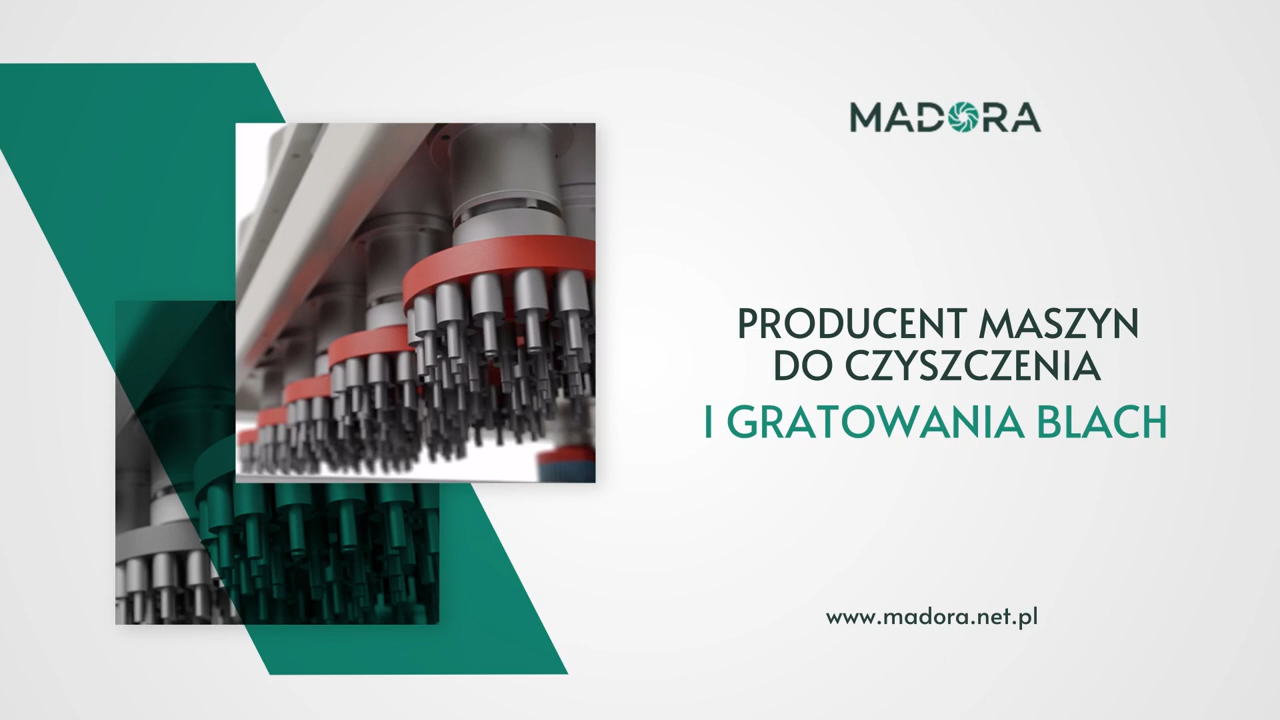 MADORA
PRODUCENT MASZYN
DO CZYSZCZENIA
I GRATOWANIA BLACH
www.madora.net.pl